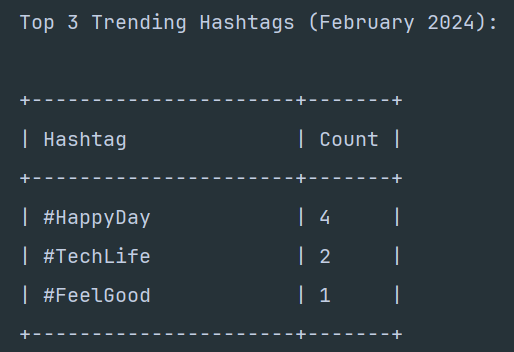 Top 3 Trending Hashtags (February 2024):
+----------------------+-------+
| Hashtag              | Count |
+----------------------+-------+
| #HappyDay            | 4     |
| #TechLife            | 2     |
| #FeelGood            | 1     |
+----------------------+-------+